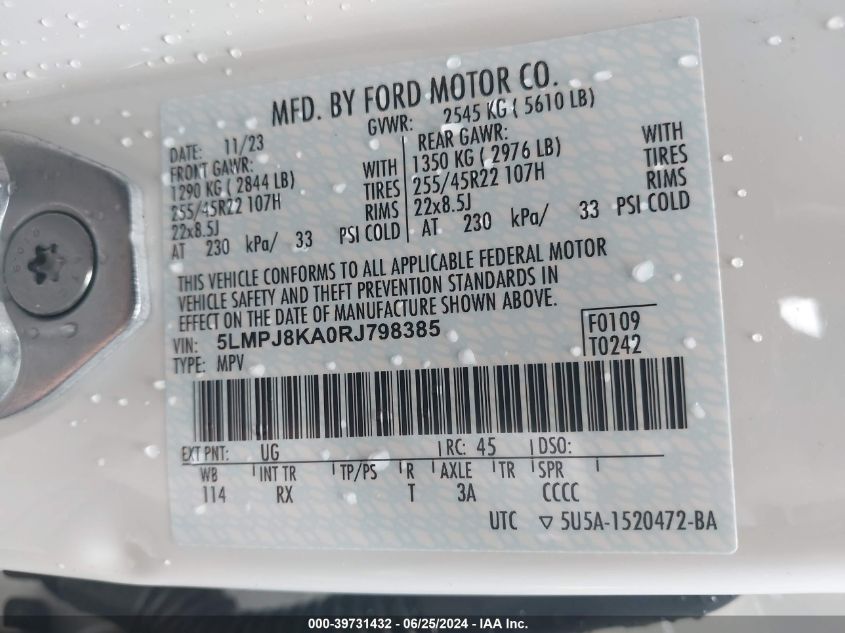 MFD. BY FORD MOTOR CO.
DATE: 11/23 GVWR: 2545 KG ( 5610 LB)
FRONT GAWR: REAR GAWR:
1290 KG ( 2844 LB) WITH 1350 KG ( 2976 LB) WITH
255/45R22 107H TIRES 255/45R22 107H TIRES
22x8.5J RIMS 22x8.5J RIMS
AT 230 kPa/ 33 PSI COLD AT 230 kPa/ 33 PSI COLD
THIS VEHICLE CONFORMS TO ALL APPLICABLE FEDERAL MOTOR
VEHICLE SAFETY AND THEFT PREVENTION STANDARDS IN
EFFECT ON THE DATE OF MANUFACTURE SHOWN ABOVE.
VIN: 5LMPJ8KA0RJ798385 F0109
TYPE: MPV T0242
EXT PNT: UG RC: 45 DSO:
WB INT TR TP/PS R AXLE TR SPR
114 RX T 3A CCCC
UTC ▽ 5U5A-1520472-BA
000-39731432 / 06/25/2024 - IAA Inc.